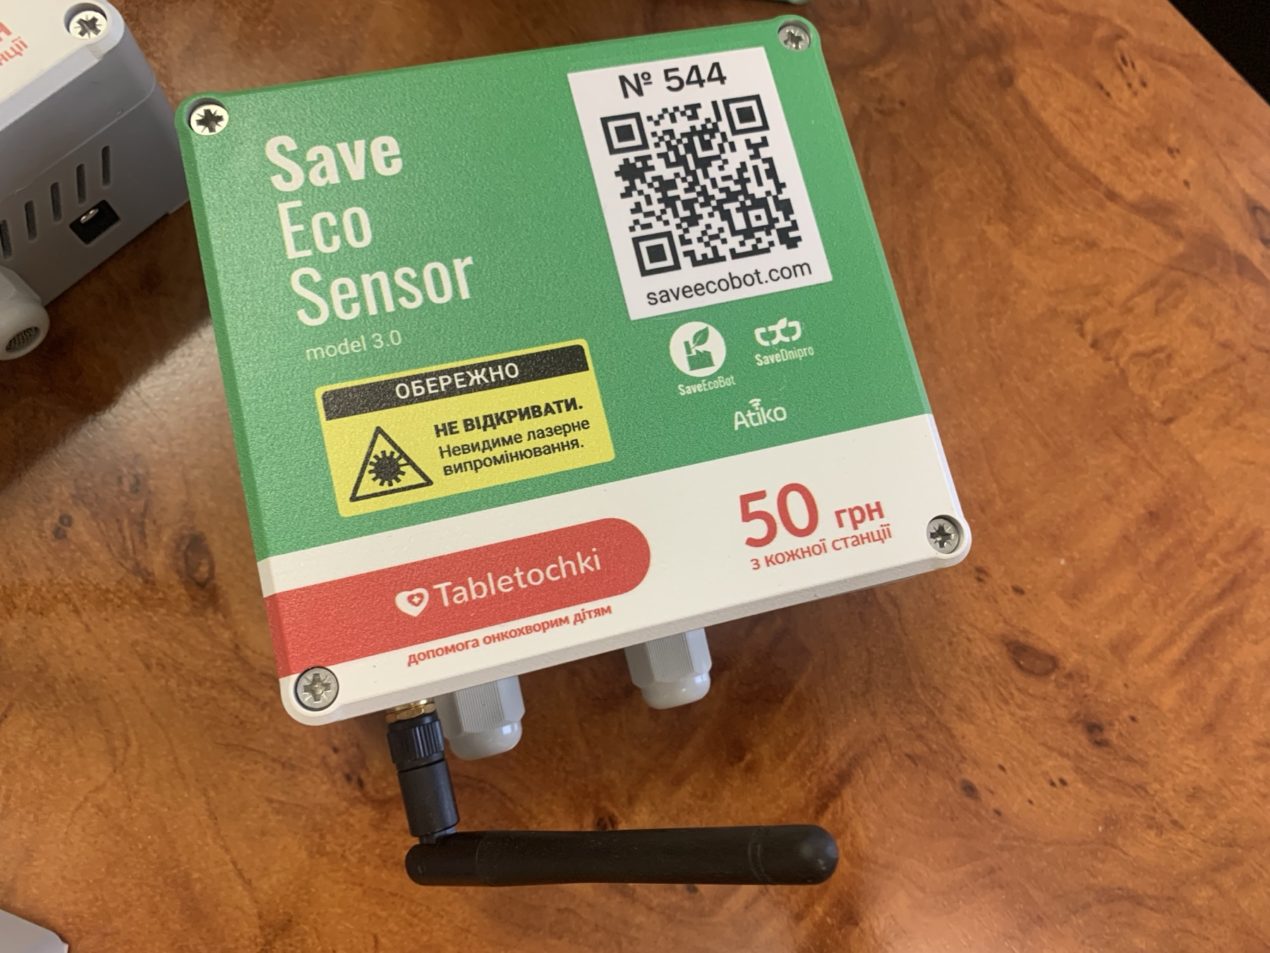 Save
Eco
Sensor
model 3.0
№ 544
saveecobot.com
SaveEcoBot
SaveDnipro
Atiko
ОБЕРЕЖНО
НЕ ВІДКРИВАТИ.
Невидиме лазерне
випромінювання.
Tabletochki
допомога онкохворим дітям
50 грн
з кожної станції